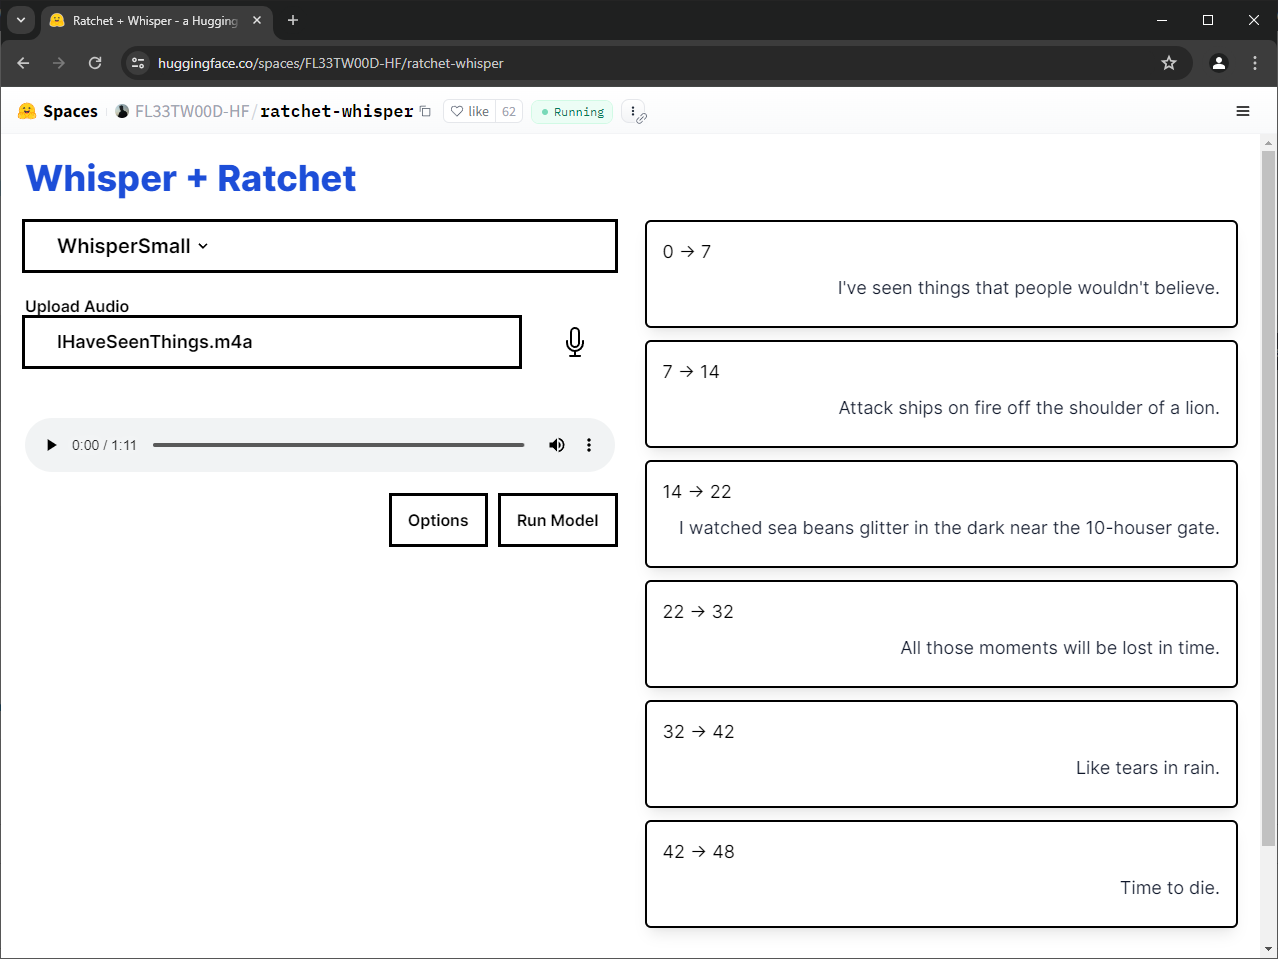 Ratchet + Whisper - a Hugging
huggingface.co/spaces/FL33TW00D-HF/ratchet-whisper
Spaces FL33TW00D-HF/ratchet-whisper like 62 Running
Whisper + Ratchet
WhisperSmall
Upload Audio
IHaveSeenThings.m4a
0:00 / 1:11
Options Run Model
0 → 7
I've seen things that people wouldn't believe.
7 → 14
Attack ships on fire off the shoulder of a lion.
14 → 22
I watched sea beans glitter in the dark near the 10-houser gate.
22 → 32
All those moments will be lost in time.
32 → 42
Like tears in rain.
42 → 48
Time to die.